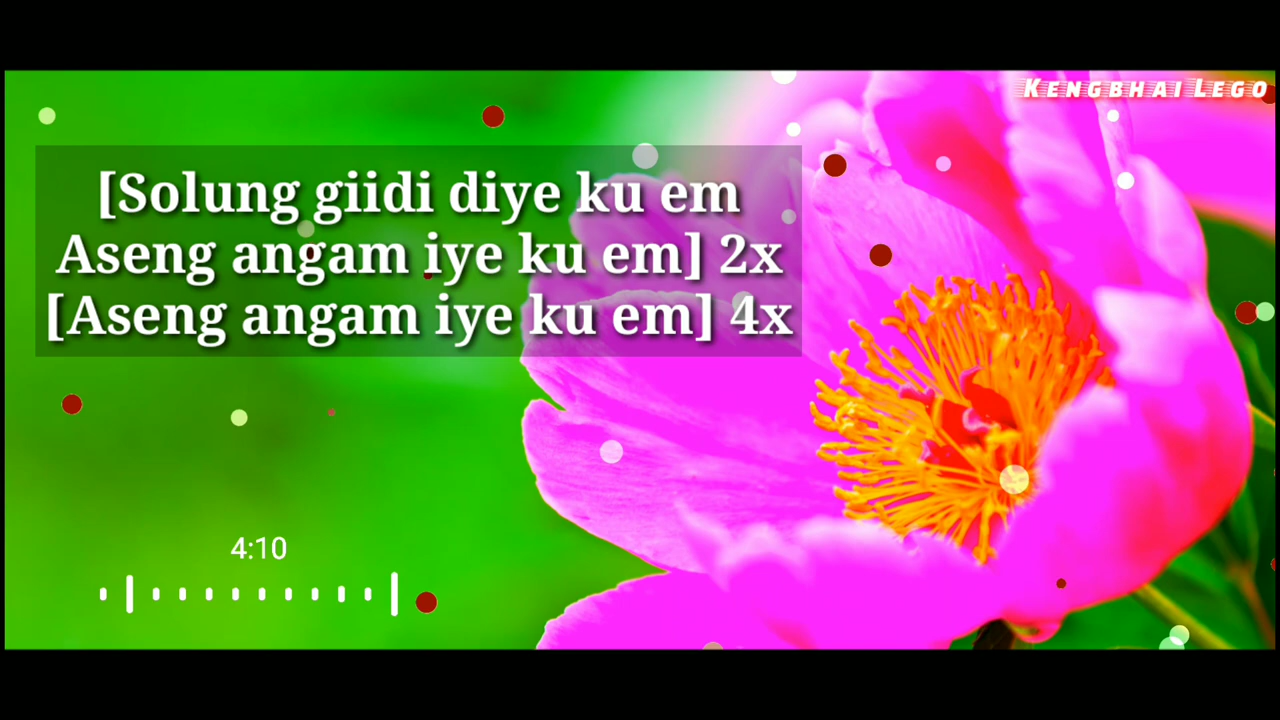 KENGBHAI LEGO
[Solung giidi diye ku em
Aseng angam iye ku em] 2x
[Aseng angam iye ku em] 4x
4:10